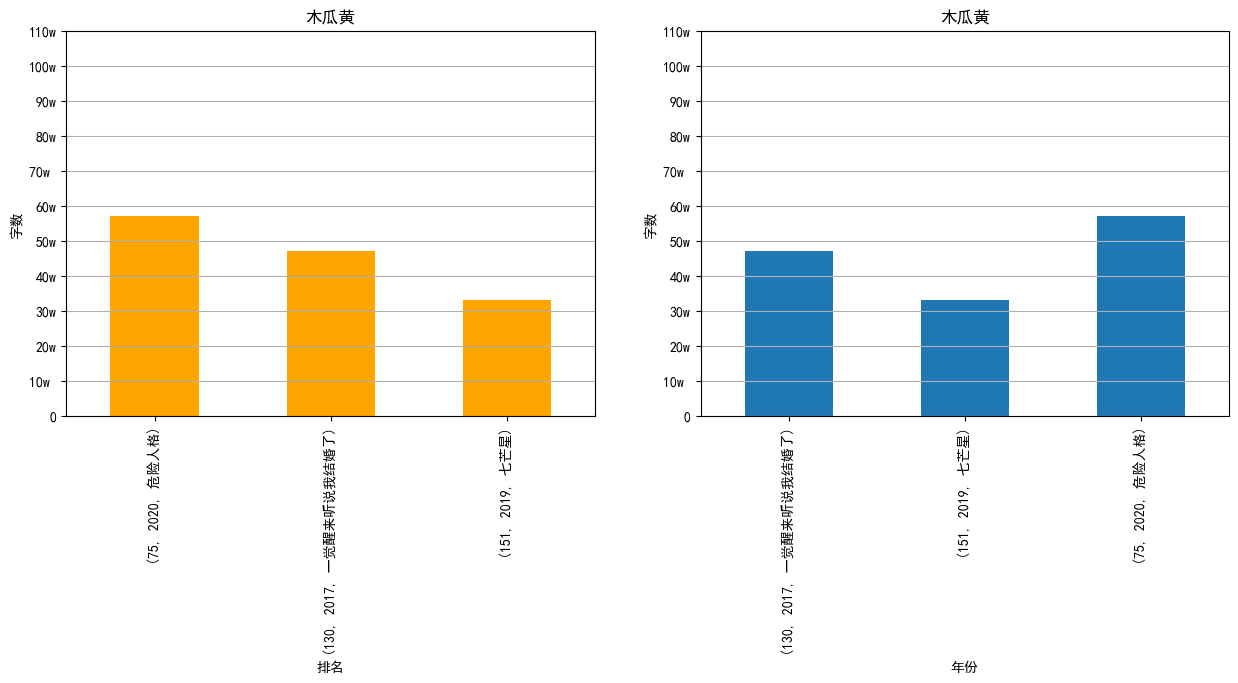 木瓜黄
110w
100w
90w
80w
70w
60w
50w
40w
30w
20w
10w
0
字数
(75, 2020, 危险人格)
(130, 2017, 一觉醒来听说我结婚了)
(151, 2019, 七芒星)
排名
木瓜黄
110w
100w
90w
80w
70w
60w
50w
40w
30w
20w
10w
0
字数
(130, 2017, 一觉醒来听说我结婚了)
(151, 2019, 七芒星)
(75, 2020, 危险人格)
年份